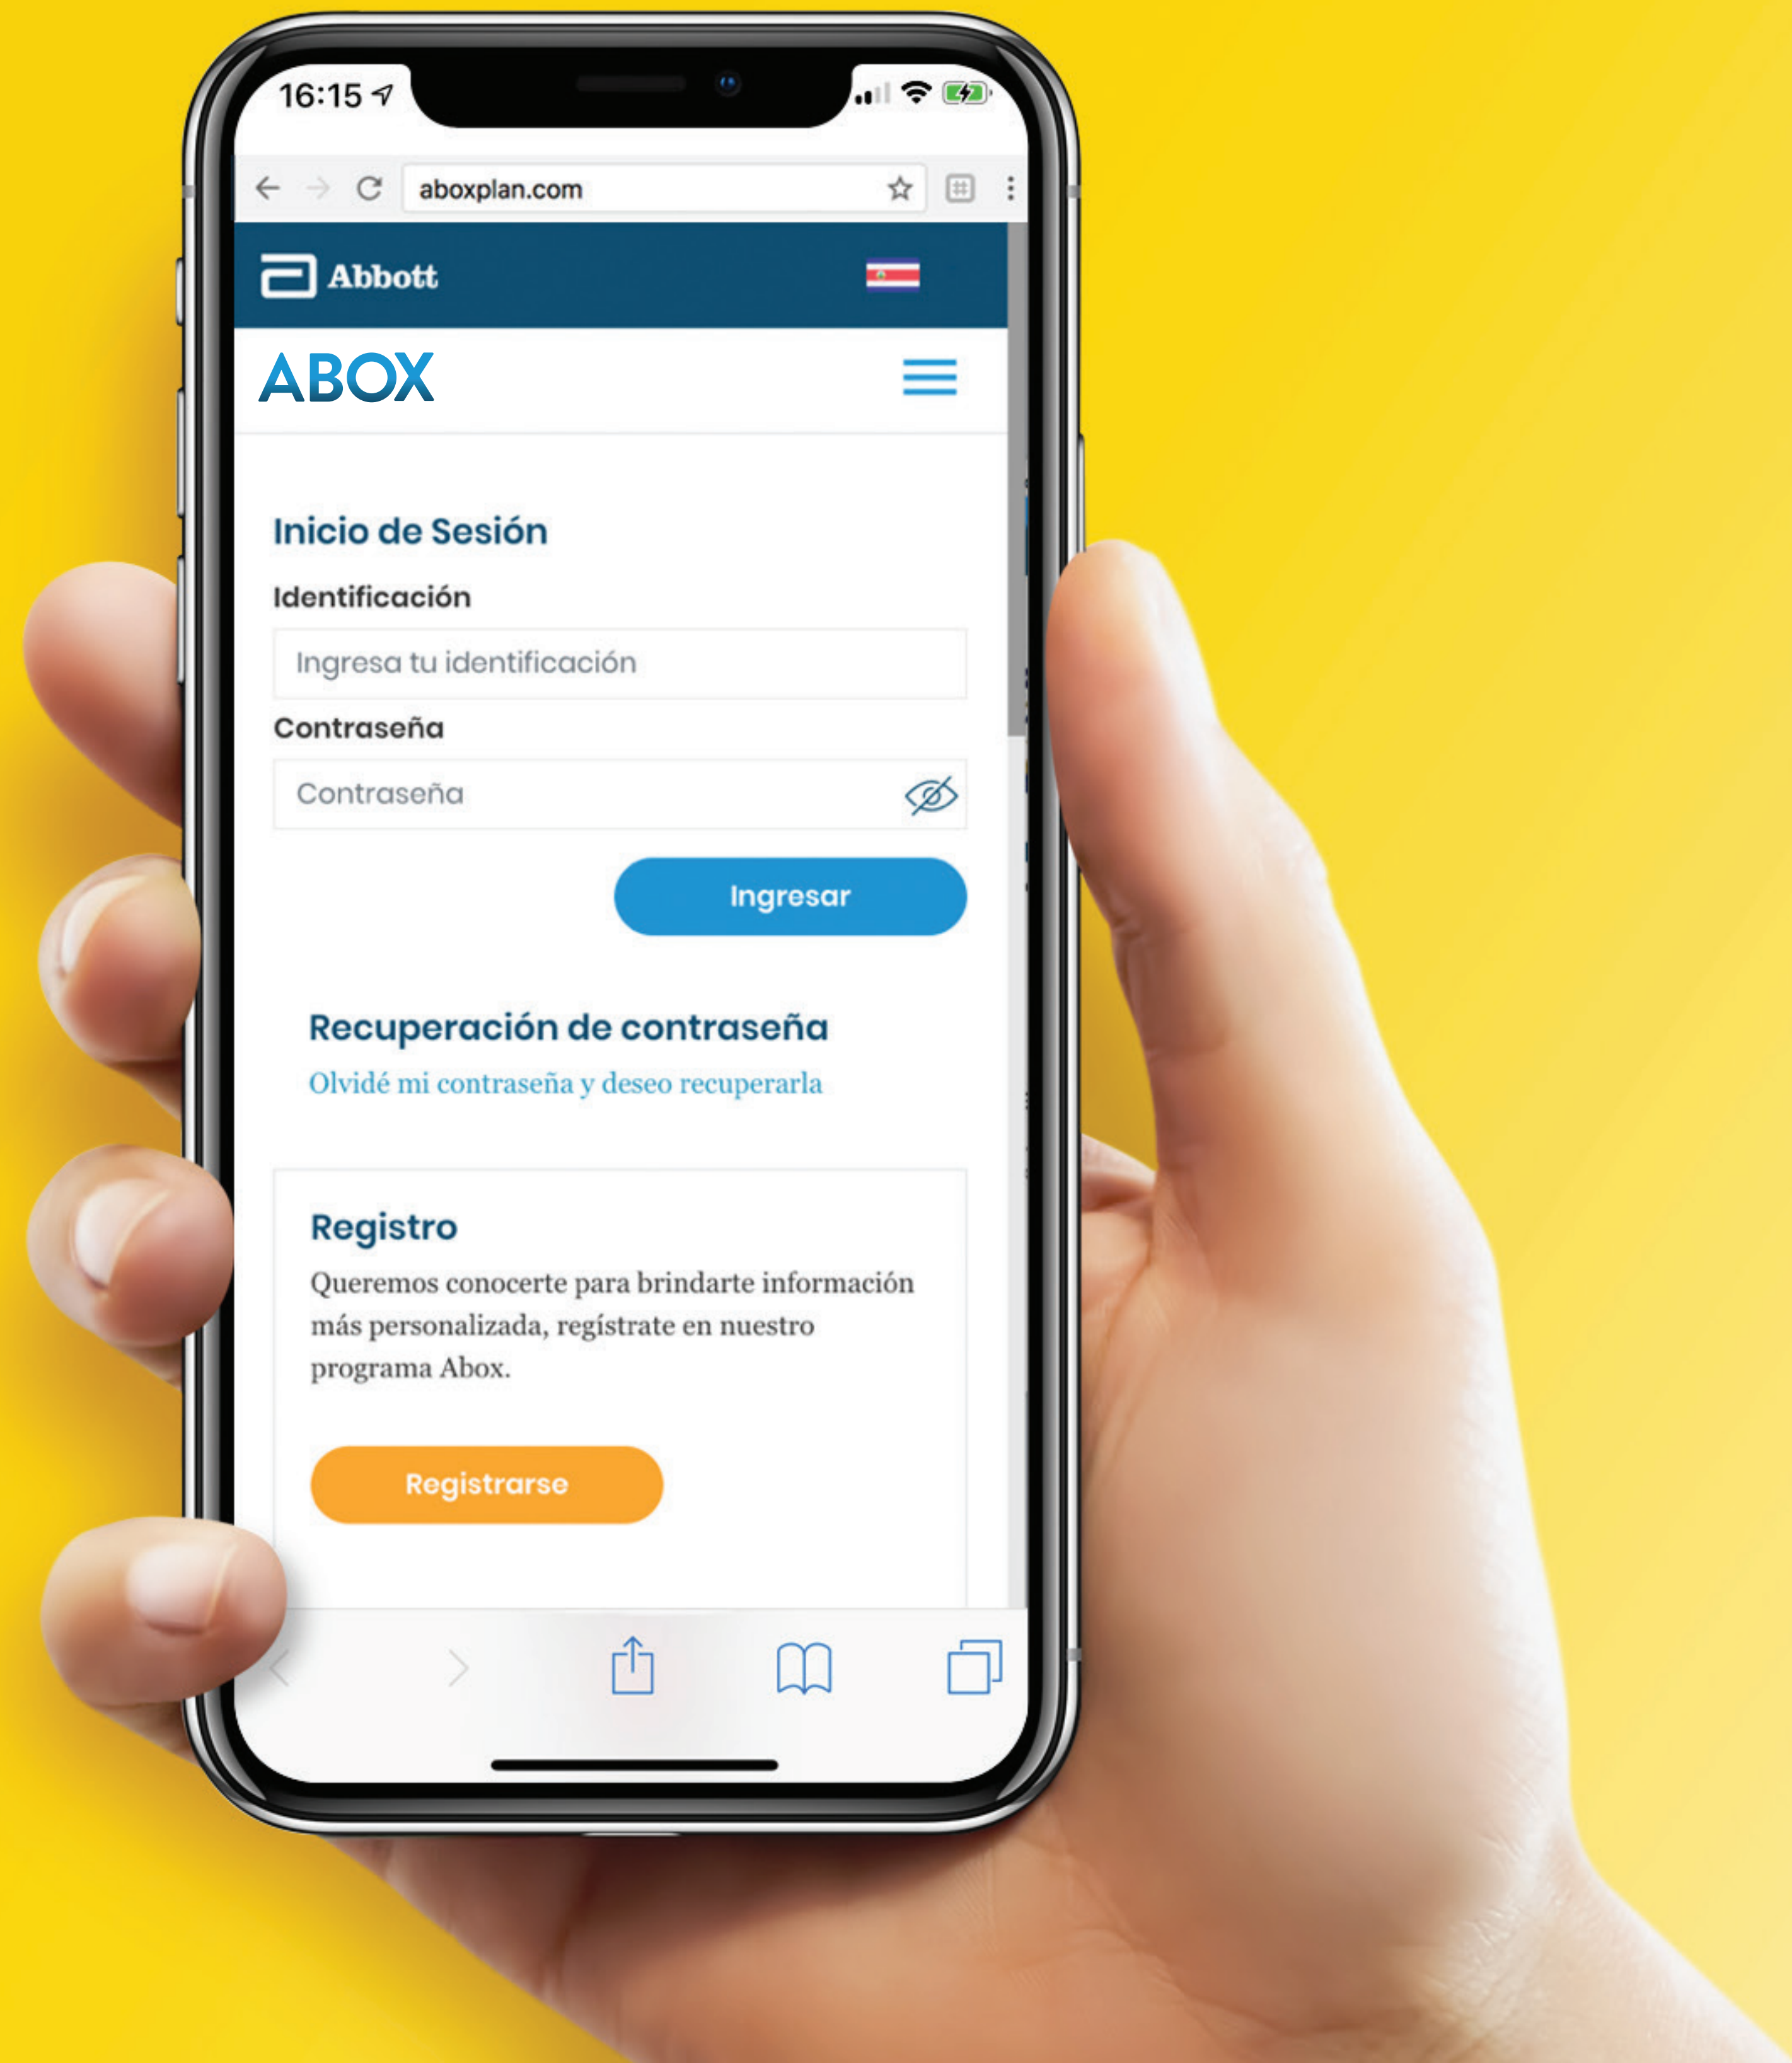 16:15
aboxplan.com
Abbott
ABOX
Inicio de Sesión
Identificación
Ingresa tu identificación
Contraseña
Contraseña
Ingresar
Recuperación de contraseña
Olvidé mi contraseña y deseo recuperarla
Registro
Queremos conocerte para brindarte información
más personalizada, regístrate en nuestro
programa Abox.
Registrarse